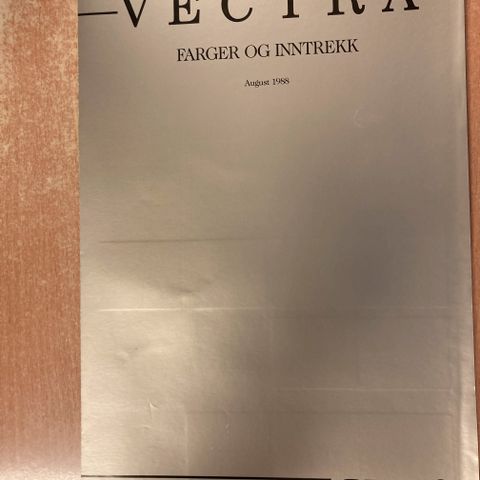 VECTRA
FARGER OG INNTREKK
August 1988